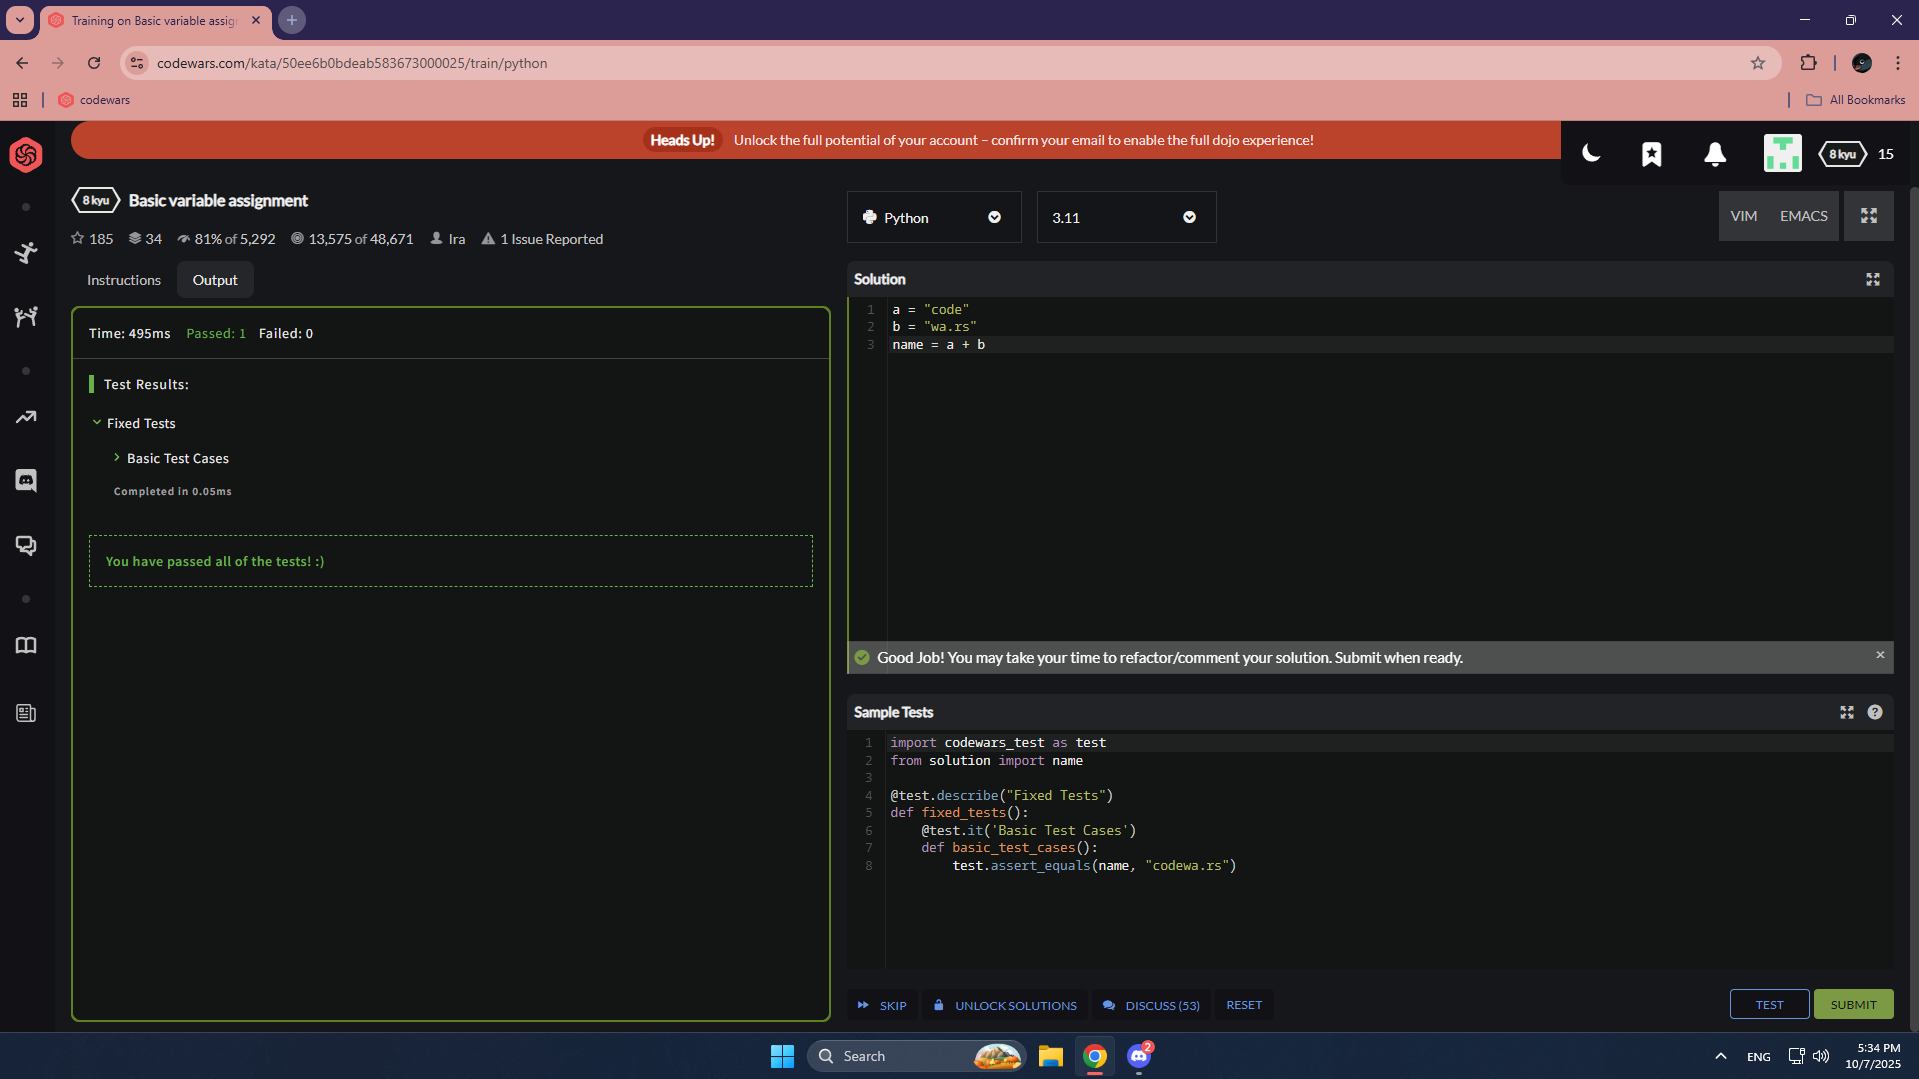 Training on Basic variable assig
codewars.com/kata/50ee6b0bdeab583673000025/train/python
codewars
All Bookmarks
Heads Up! Unlock the full potential of your account – confirm your email to enable the full dojo experience!
8 kyu 15
8 kyu Basic variable assignment
185 34 81% of 5,292 13,575 of 48,671 Ira 1 Issue Reported
Python 3.11 VIM EMACS
Instructions Output
Time: 495ms Passed: 1 Failed: 0
Test Results:
Fixed Tests
Basic Test Cases
Completed in 0.05ms
You have passed all of the tests! :)
Solution
1 a = "code"
2 b = "wa.rs"
3 name = a + b
Good Job! You may take your time to refactor/comment your solution. Submit when ready.
Sample Tests
1 import codewars_test as test
2 from solution import name
3
4 @test.describe("Fixed Tests")
5 def fixed_tests():
6 @test.it('Basic Test Cases')
7 def basic_test_cases():
8 test.assert_equals(name, "codewa.rs")
SKIP UNLOCK SOLUTIONS DISCUSS (53) RESET TEST SUBMIT
Search
2
ENG
5:34 PM
10/7/2025